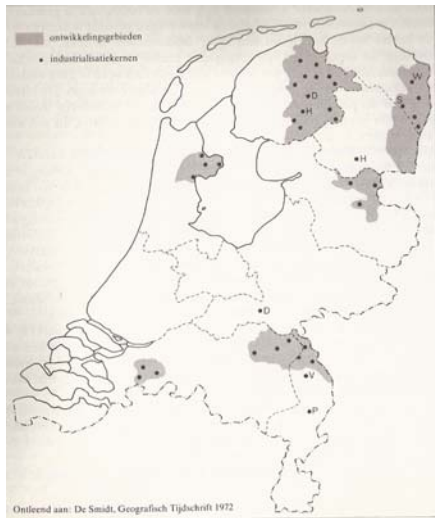 ontwikkelingsgebieden
industrialisatiekernen
W
D
S
H
H
D
V
P
Ontleend aan: De Smidt, Geografisch Tijdschrift 1972